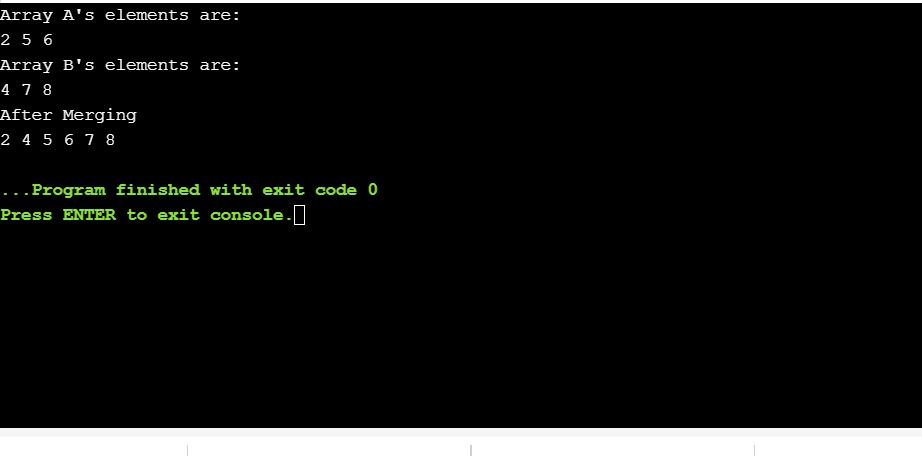 Array A's elements are:
2 5 6
Array B's elements are:
4 7 8
After Merging
2 4 5 6 7 8
...Program finished with exit code 0
Press ENTER to exit console.